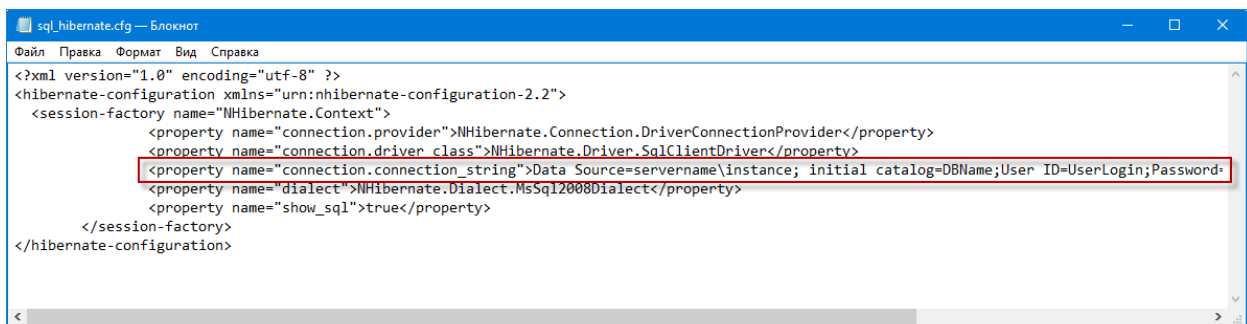 sql_hibernate.cfg — Блокнот
Файл Правка Формат Вид Справка
<?xml version="1.0" encoding="utf-8" ?>
<hibernate-configuration xmlns="urn:nhibernate-configuration-2.2">
<session-factory name="NHibernate.Context">
<property name="connection.provider">NHibernate.Connection.DriverConnectionProvider</property>
<property name="connection.driver_class">NHibernate.Driver.SqlClientDriver</property>
<property name="connection.connection_string">Data Source=servername\instance; initial catalog=DBName;User ID=UserLogin;Password=
<property name="dialect">NHibernate.Dialect.MsSql2008Dialect</property>
<property name="show_sql">true</property>
</session-factory>
</hibernate-configuration>